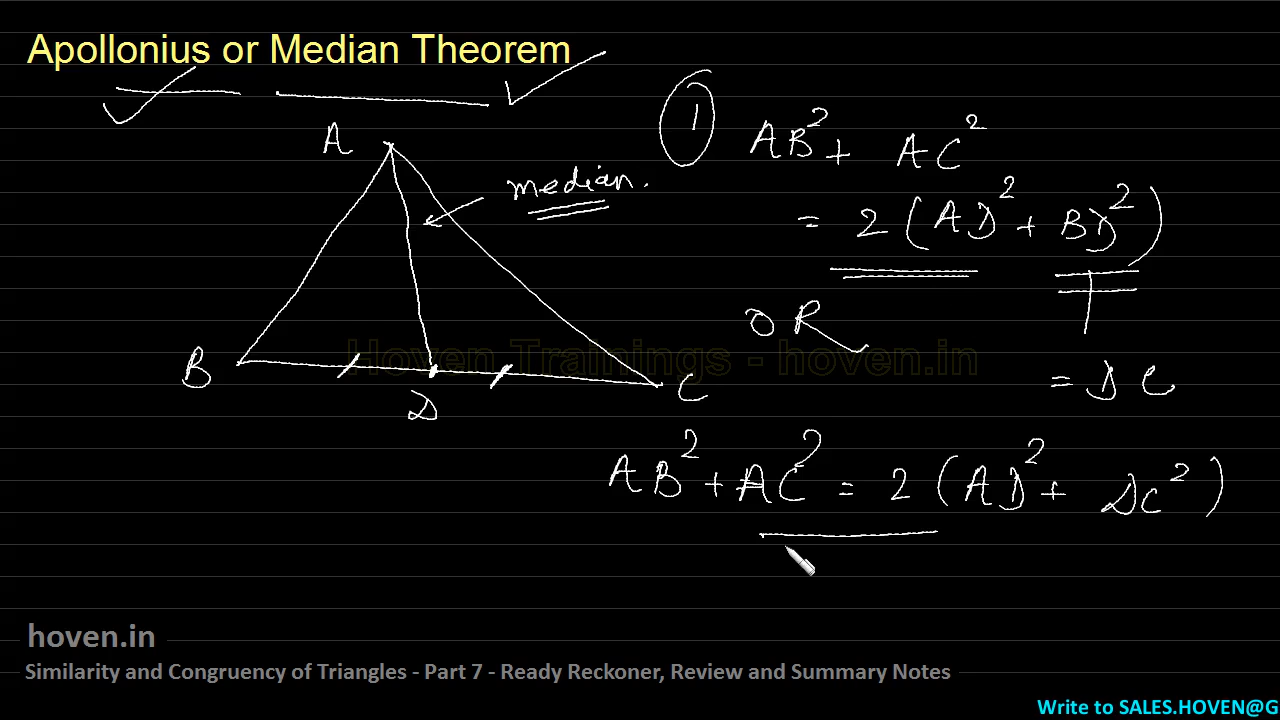 Apollonius or Median Theorem
1
AB² + AC²
A
median.
= 2 (AD² + BD²)
OR
Hoven Trainings - hoven.in
B
D
C
= DC
AB² + AC² = 2 (AD² + DC²)
hoven.in
Similarity and Congruency of Triangles - Part 7 - Ready Reckoner, Review and Summary Notes
Write to SALES.HOVEN@G